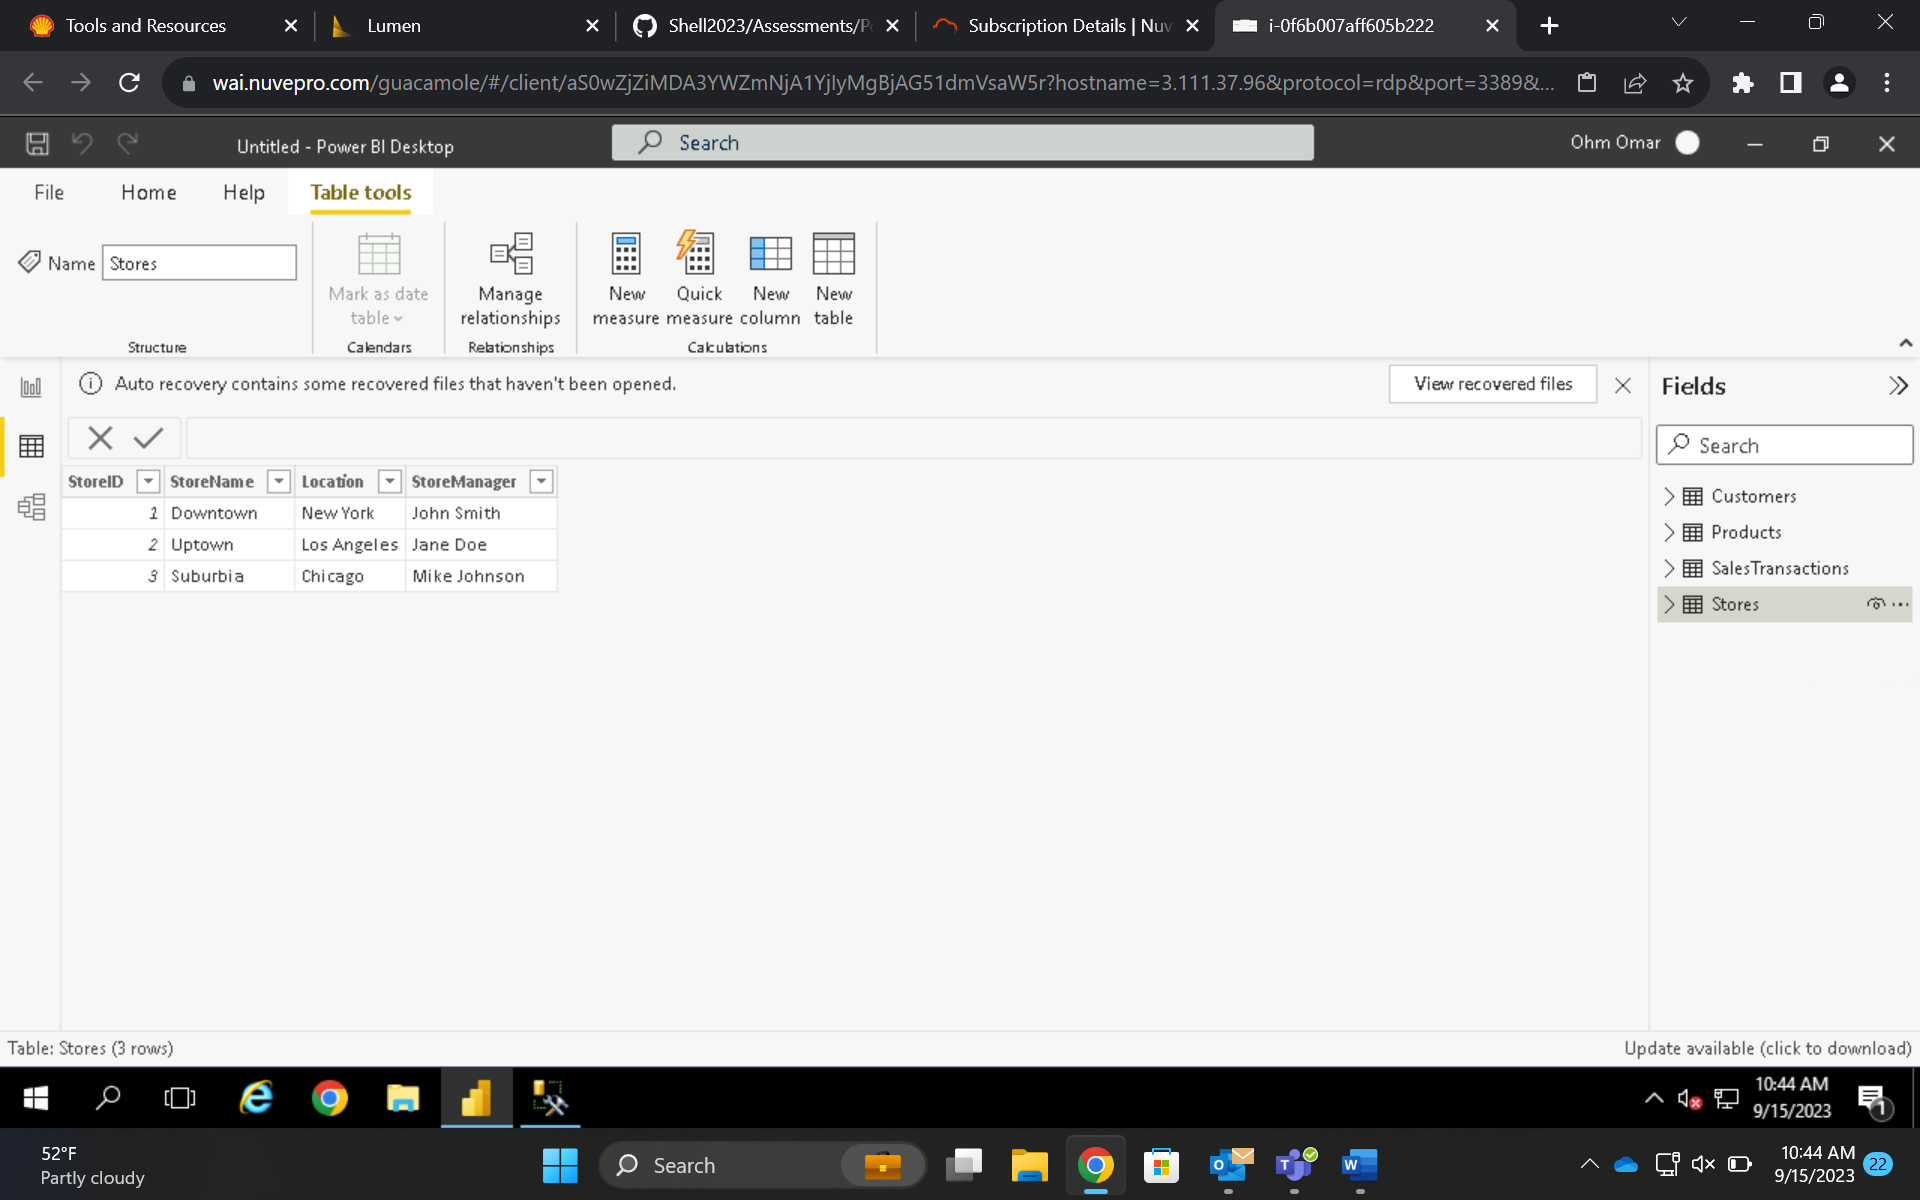 Tools and Resources
Lumen
Shell2023/Assessments/P
Subscription Details | Nuv
i-0f6b007aff605b222
wai.nuvepro.com/guacamole/#/client/aS0wZjZiMDA3YWZmNjA1YjIyMgBjAG51dmVsaW5r?hostname=3.111.37.96&protocol=rdp&port=3389&...
Untitled - Power BI Desktop
Search
Ohm Omar
File Home Help Table tools
Name Stores
Mark as date table
Manage relationships
New measure
Quick measure
New column
New table
Structure Calendars Relationships Calculations
Auto recovery contains some recovered files that haven't been opened.
View recovered files
Fields
Search
Customers
Products
SalesTransactions
Stores
StoreID StoreName Location StoreManager
1 Downtown New York John Smith
2 Uptown Los Angeles Jane Doe
3 Suburbia Chicago Mike Johnson
Table: Stores (3 rows)
Update available (click to download)
10:44 AM
9/15/2023
1
52°F
Partly cloudy
Search
10:44 AM
9/15/2023
22